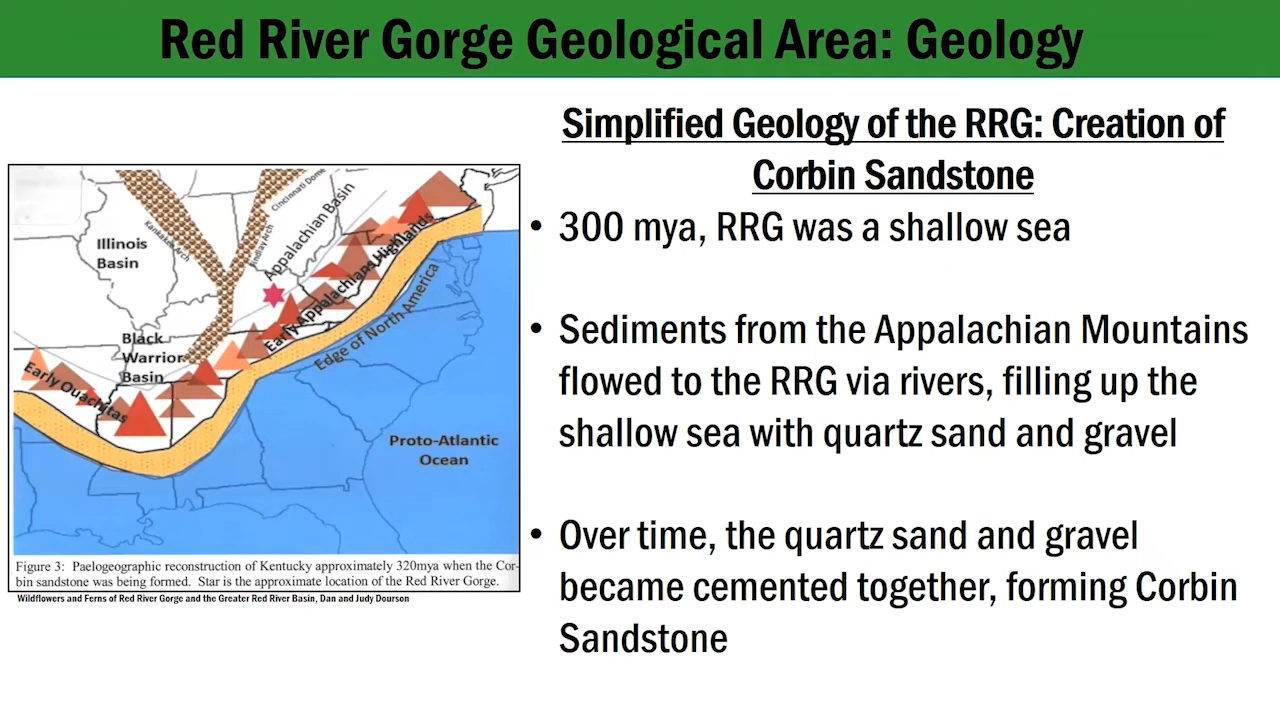 Red River Gorge Geological Area: Geology
Simplified Geology of the RRG: Creation of
Corbin Sandstone
• 300 mya, RRG was a shallow sea
• Sediments from the Appalachian Mountains
flowed to the RRG via rivers, filling up the
shallow sea with quartz sand and gravel
• Over time, the quartz sand and gravel
became cemented together, forming Corbin
Sandstone
Kankakee Arch
Cincinnati Dome
Findlay Arch
Appalachian Basin
Illinois
Basin
Early Appalachians Highlands
Edge of North America
Black
Warrior
Basin
Early Ouachitas
Proto-Atlantic
Ocean
Figure 3: Paelogeographic reconstruction of Kentucky approximately 320mya when the Cor-
bin sandstone was being formed. Star is the approximate location of the Red River Gorge.
Wildflowers and Ferns of Red River Gorge and the Greater Red River Basin, Dan and Judy Dourson